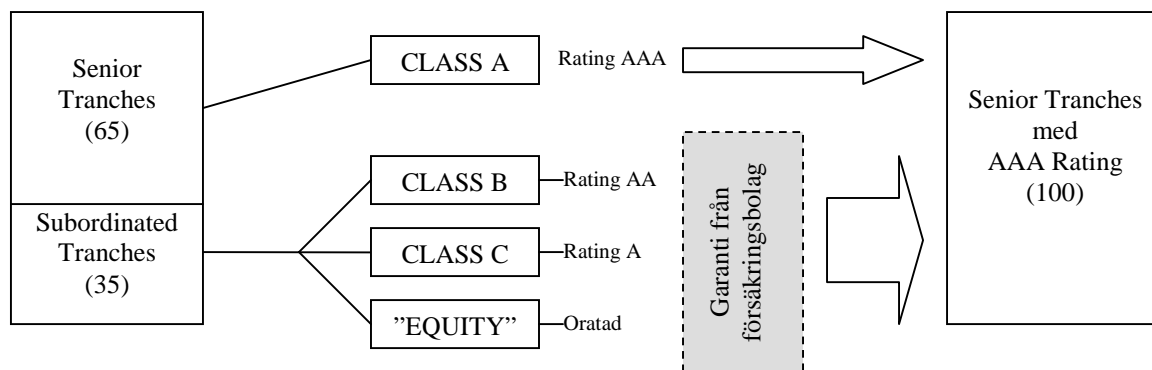 Senior
Tranches
(65)
Subordinated
Tranches
(35)
CLASS A
Rating AAA
CLASS B
Rating AA
CLASS C
Rating A
”EQUITY”
Oratad
Garanti från
försäkringsbolag
Senior Tranches
med
AAA Rating
(100)